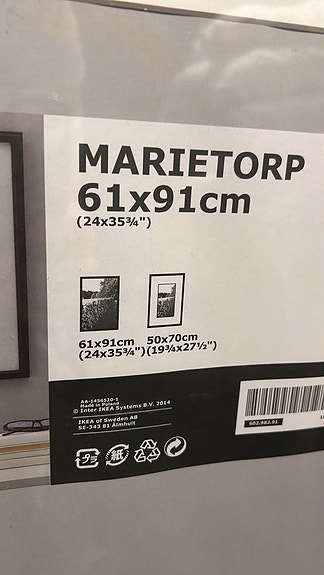 MARIETORP
61x91cm
(24x35¾")
61x91cm 50x70cm
(24x35¾") (19¾x27½")
AA-1456520-1
Made in Poland
© Inter IKEA Systems B.V. 2014
IKEA of Sweden AB
SE-343 81 Älmhult
602.982.91
紙